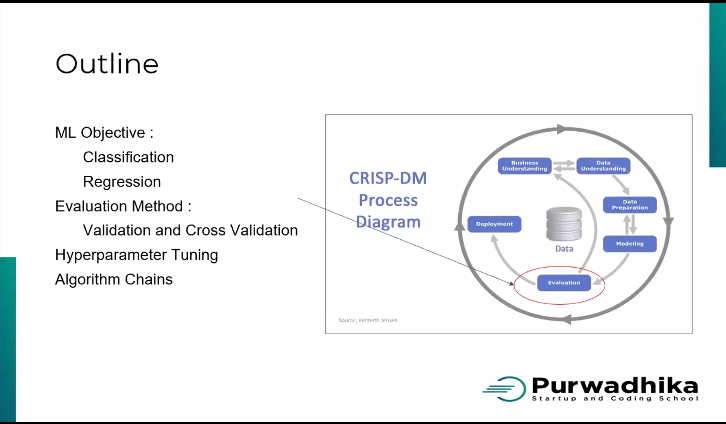 Outline
ML Objective :
Classification
Regression
Evaluation Method :
Validation and Cross Validation
Hyperparameter Tuning
Algorithm Chains
CRISP-DM
Process
Diagram
Business
Understanding
Data
Understanding
Data
Preparation
Modeling
Evaluation
Deployment
Data
Source: Kenneth Jensen
Purwadhika
Startup and Coding School